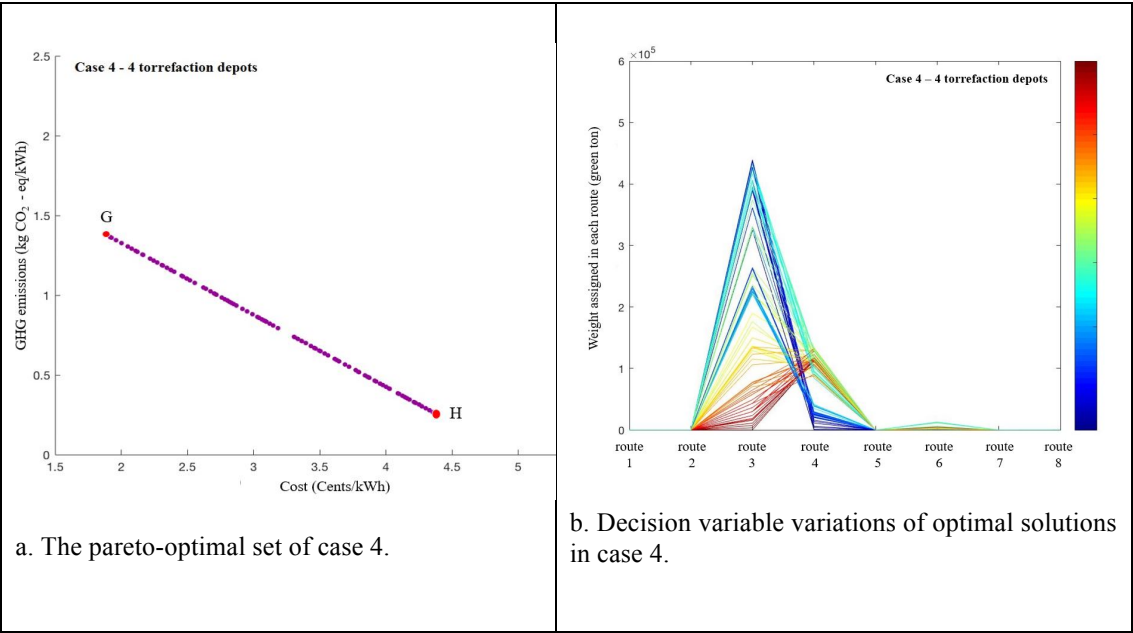 Case 4 - 4 torrefaction depots
2.5
2
1.5
1
0.5
0
GHG emissions (kg CO2 - eq/kWh)
G
H
1.5 2 2.5 3 3.5 4 4.5 5
Cost (Cents/kWh)
a. The pareto-optimal set of case 4.
×10^5
Case 4 – 4 torrefaction depots
6
5
4
3
2
1
0
Weight assigned in each route (green ton)
route route route route route route route route
1 2 3 4 5 6 7 8
b. Decision variable variations of optimal solutions
in case 4.